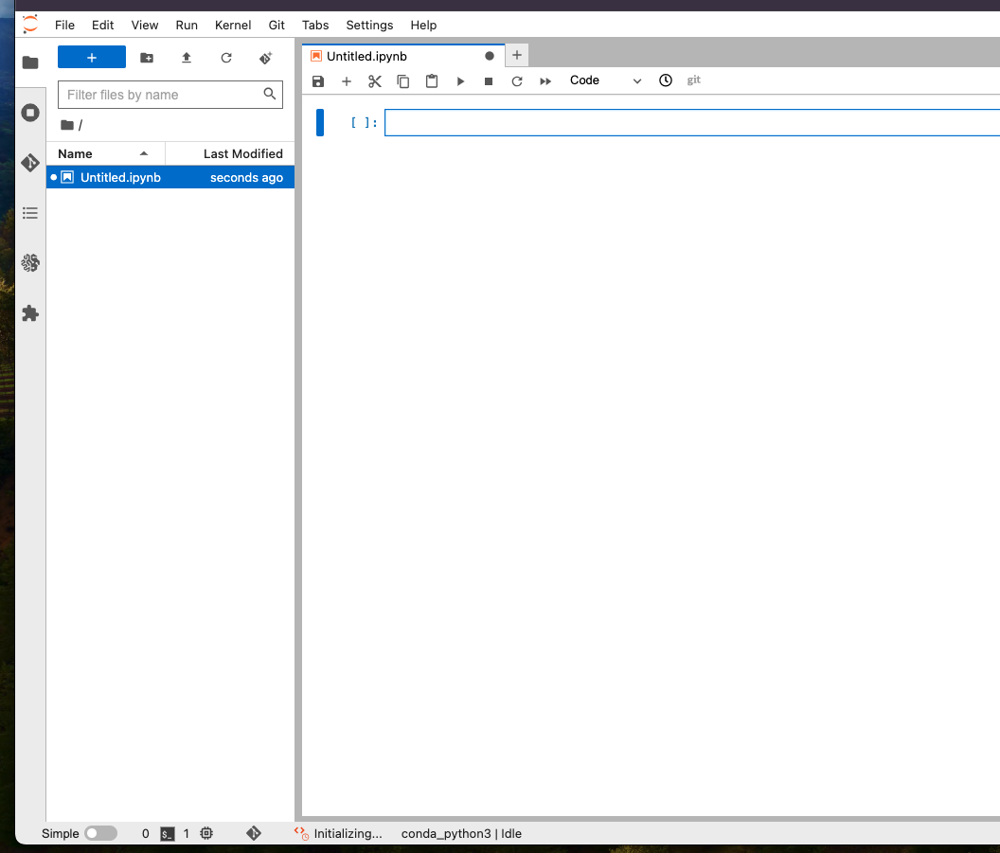 File Edit View Run Kernel Git Tabs Settings Help
+
Untitled.ipynb
+
Filter files by name
Code
git
/
[ ]:
Name Last Modified
Untitled.ipynb seconds ago
Simple 0 $_ 1 Initializing... conda_python3 | Idle